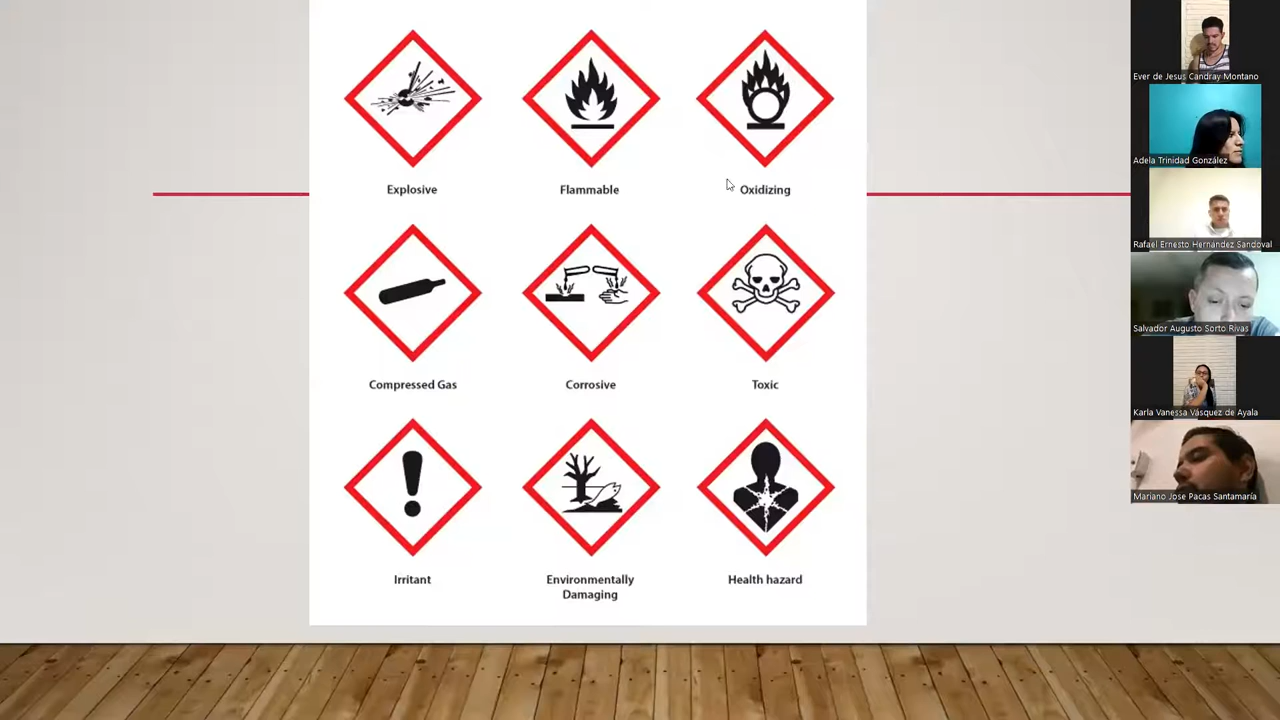 Explosive
Flammable
Oxidizing
Compressed Gas
Corrosive
Toxic
Irritant
Environmentally
Damaging
Health hazard
Ever de Jesus Candray Montano
Adela Trinidad González
Rafael Ernesto Hernández Sandoval
Salvador Augusto Sorto Rivas
Karla Vanessa Vásquez de Ayala
Mariano Jose Pacas Santamaría